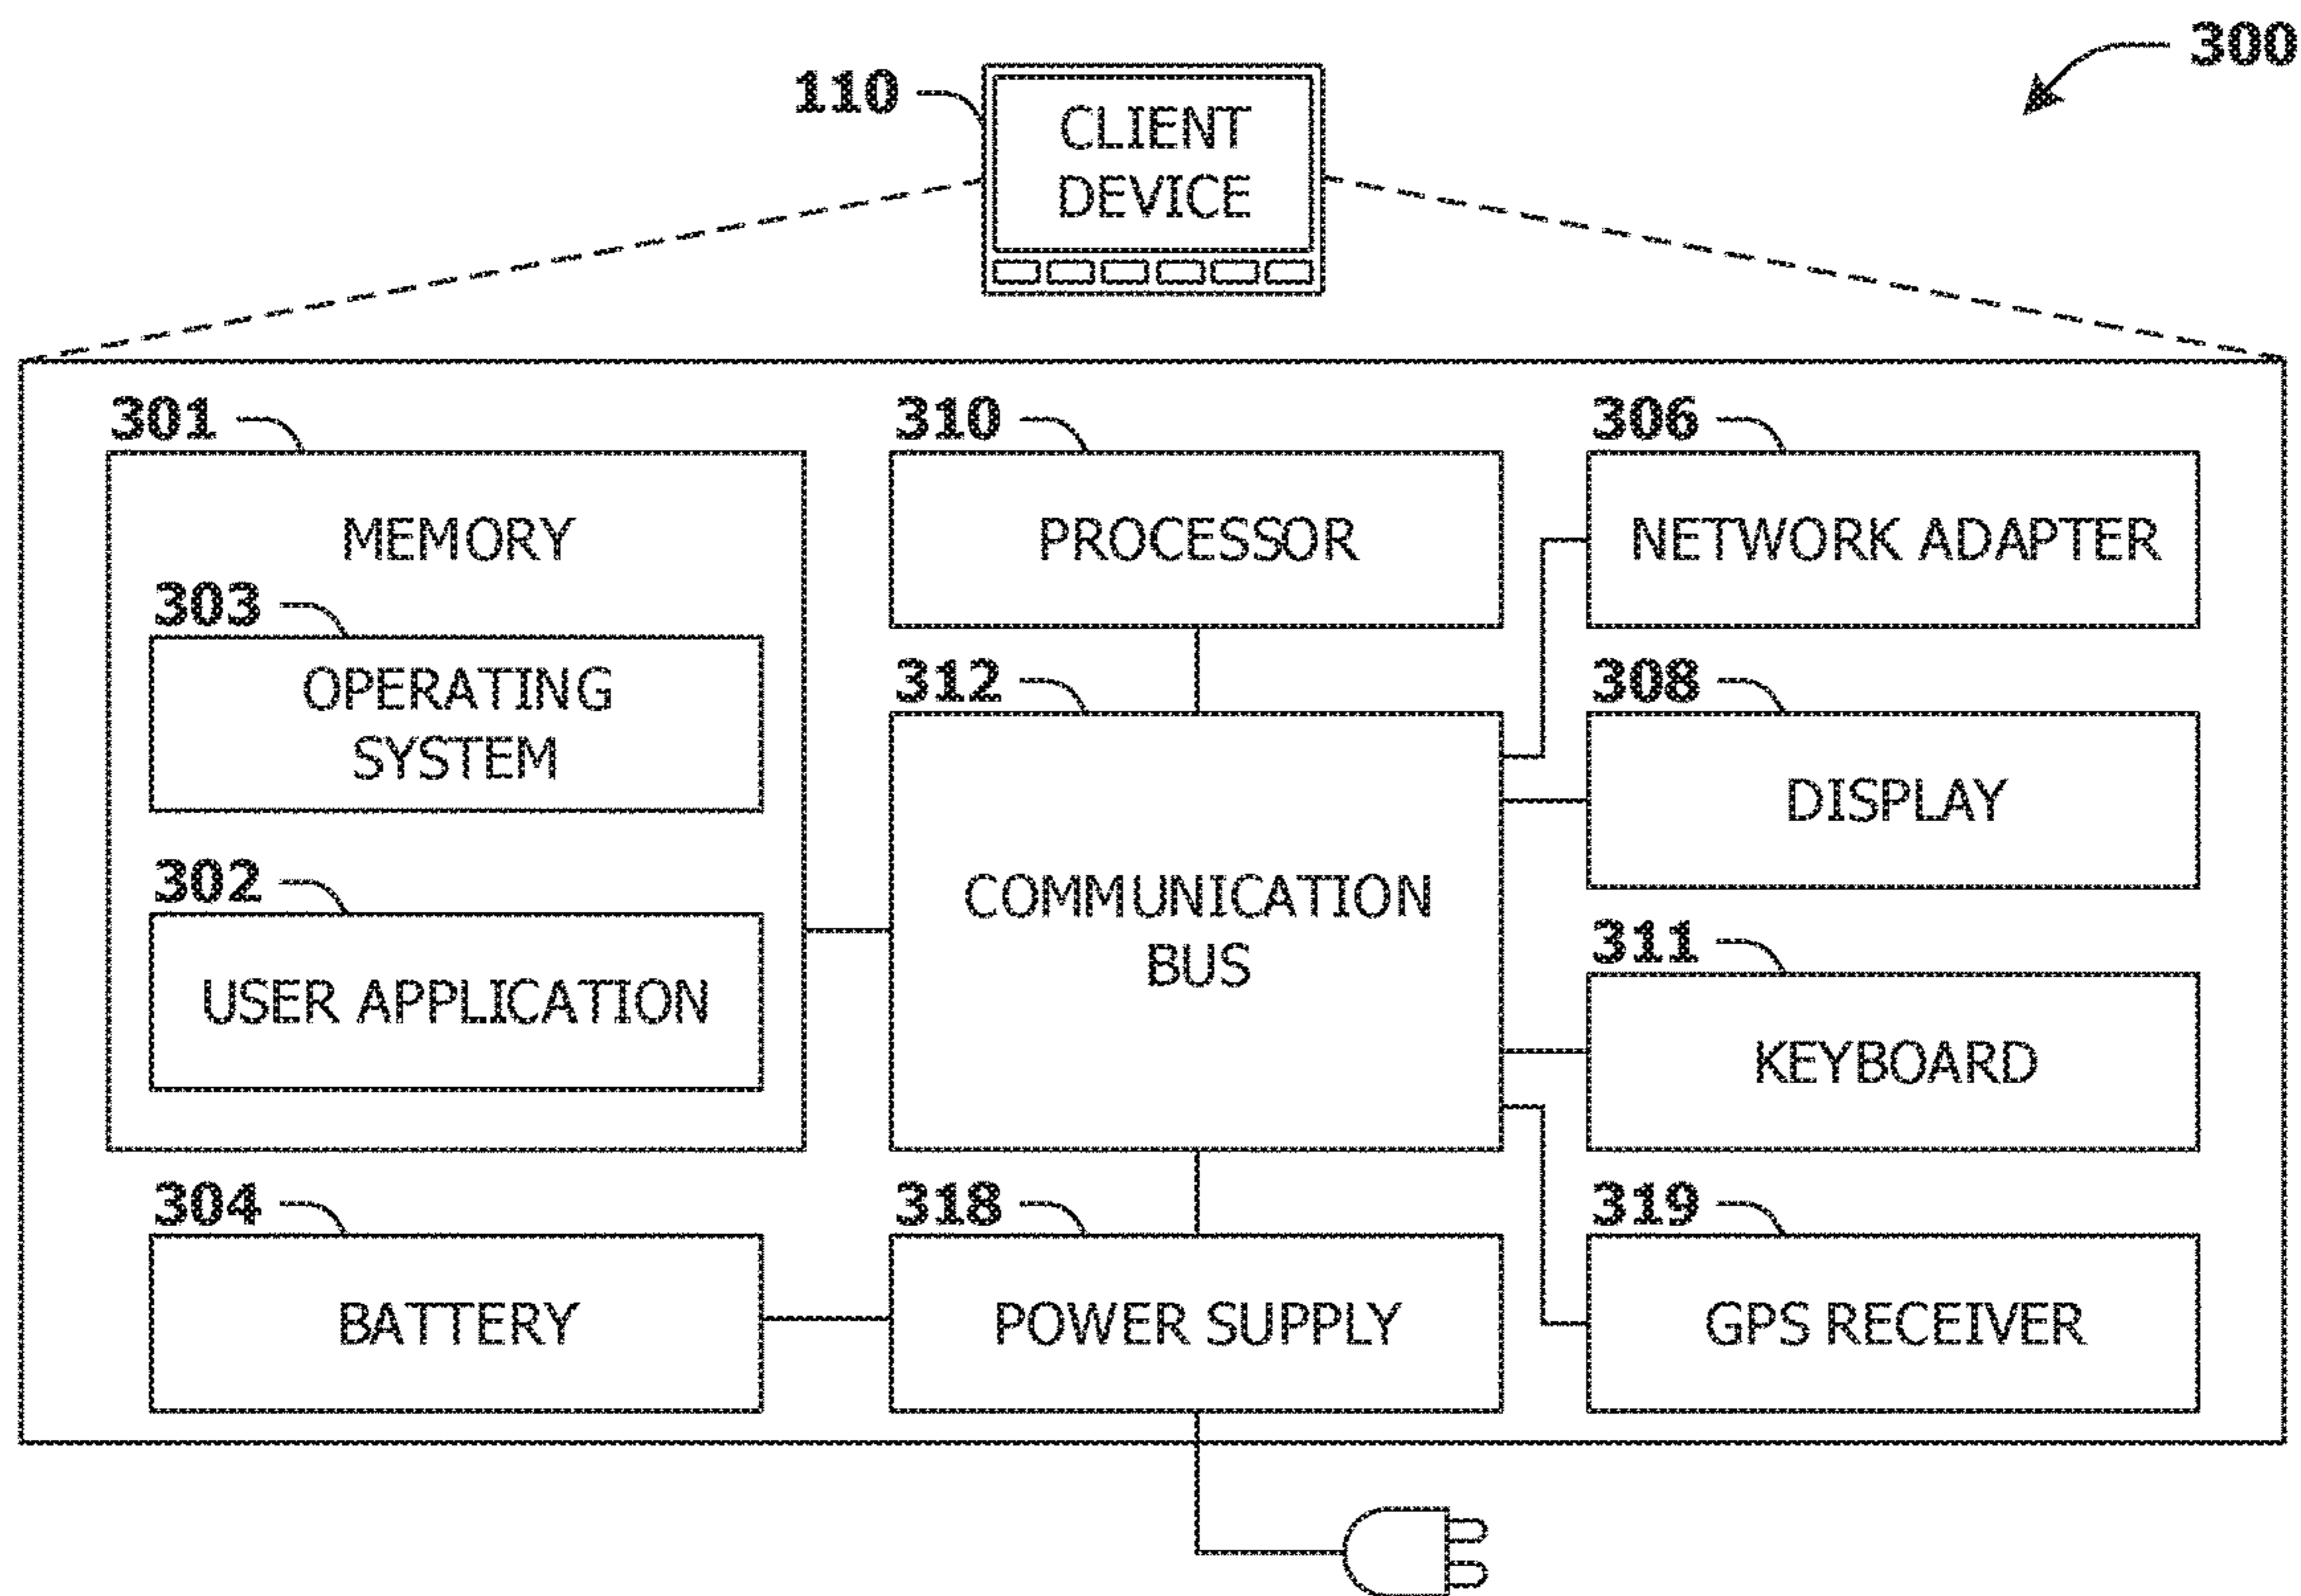 300
110
CLIENT
DEVICE
301
310
306
MEMORY
PROCESSOR
NETWORK ADAPTER
303
OPERATING
SYSTEM
312
308
DISPLAY
302
USER APPLICATION
COMMUNICATION
BUS
311
KEYBOARD
304
318
319
BATTERY
POWER SUPPLY
GPS RECEIVER